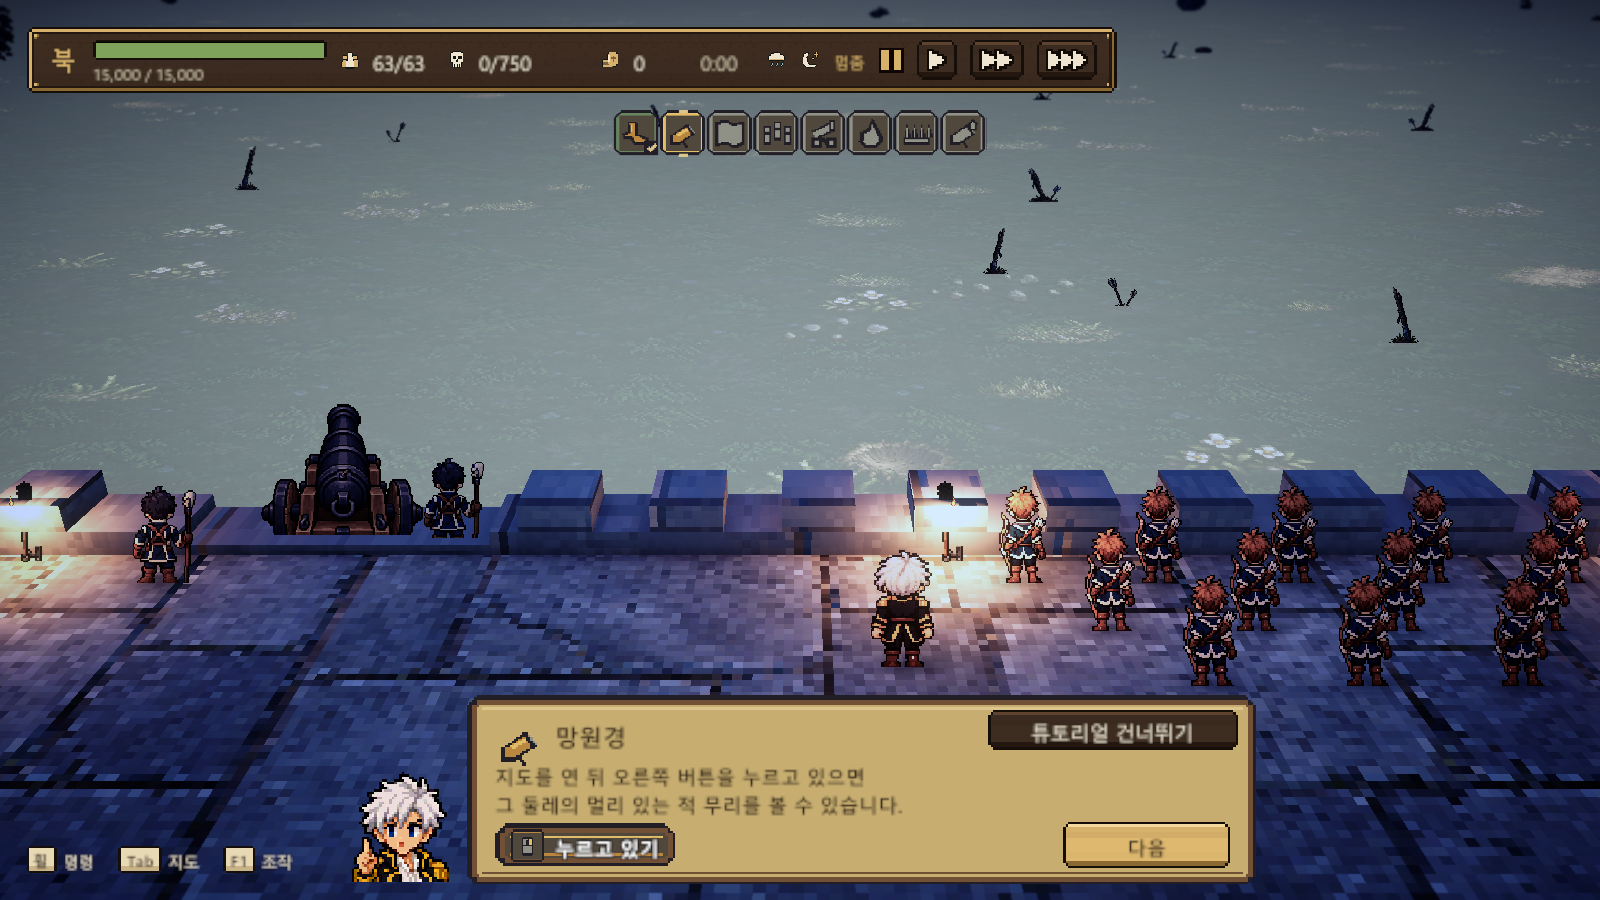 북
15,000 / 15,000
63/63
0/750
0
0:00
멈춤
망원경
튜토리얼 건너뛰기
지도를 연 뒤 오른쪽 버튼을 누르고 있으면
그 둘레의 멀리 있는 적 무리를 볼 수 있습니다.
누르고 있기
다음
휠 명령
Tab 지도
F1 조작